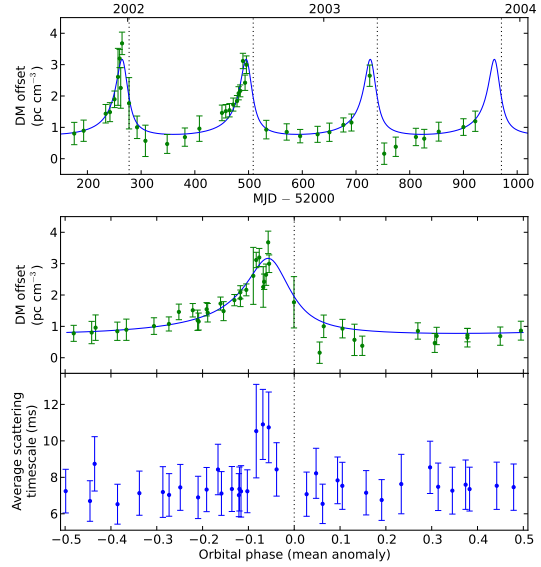 2002 2003 2004
4
3
2
1
0
DM offset
(pc cm⁻³)
200 300 400 500 600 700 800 900 1000
MJD − 52000
4
3
2
1
0
DM offset
(pc cm⁻³)
12
10
8
6
Average scattering
timescale (ms)
−0.5 −0.4 −0.3 −0.2 −0.1 0.0 0.1 0.2 0.3 0.4 0.5
Orbital phase (mean anomaly)